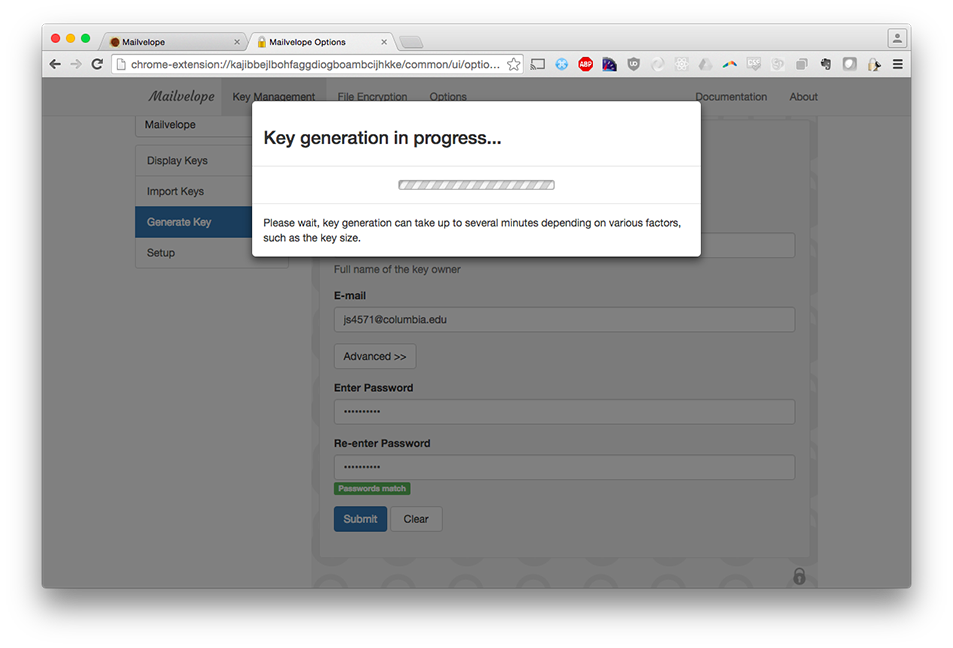 Mailvelope
Mailvelope Options
chrome-extension://kajibbejlbohfaggdiogboambcijhkke/common/ui/optio...
ABP
Mailvelope Key Management File Encryption Options Documentation About
Mailvelope
Display Keys
Import Keys
Generate Key
Setup
Key generation in progress...
Please wait, key generation can take up to several minutes depending on various factors,
such as the key size.
Full name of the key owner
E-mail
js4571@columbia.edu
Advanced >>
Enter Password
••••••••••
Re-enter Password
••••••••••
Passwords match
Submit Clear